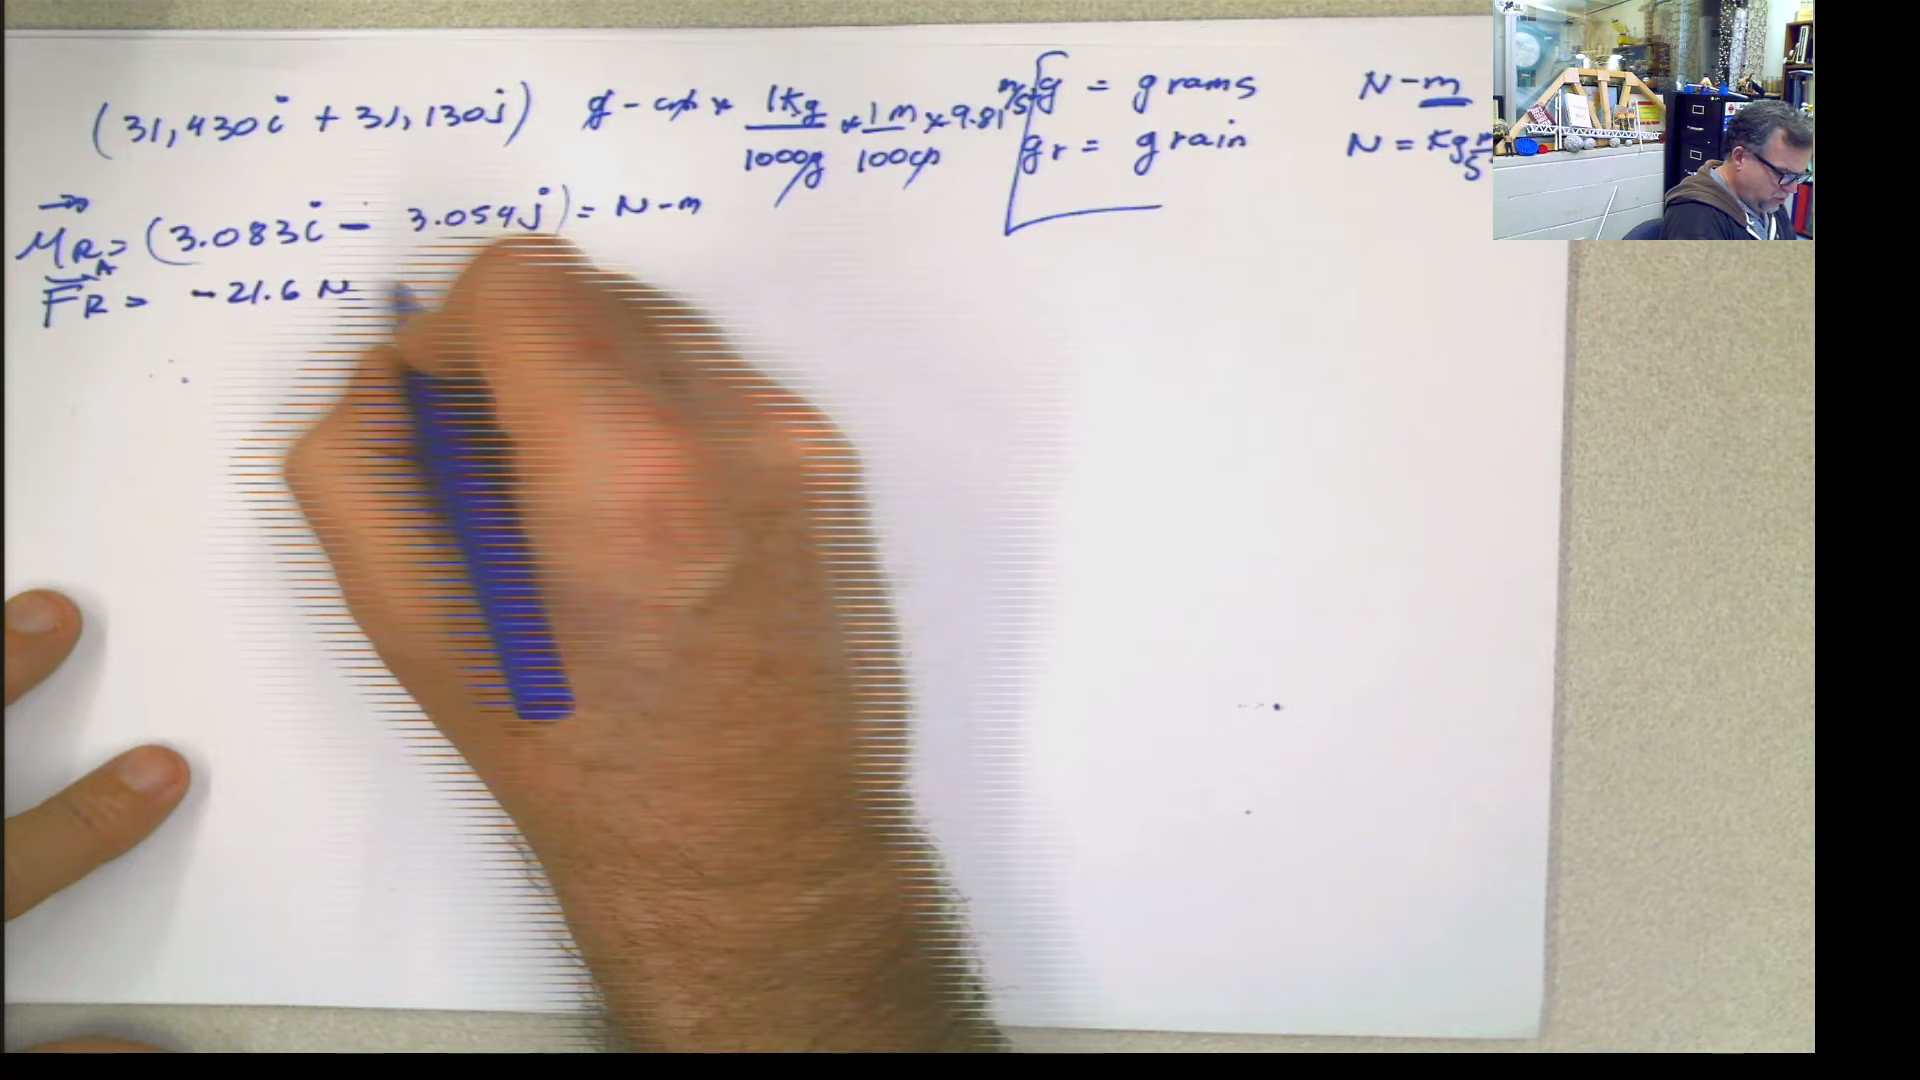 (31,430i + 31,130j) g - cm * 1kg/1000g * 1m/100cm * 9.81 m/s²
g = grams
gr = grain
N-m
N = kg m/s
M_R = (3.083i - 3.054j) = N-m
A
F_R = -21.6 N